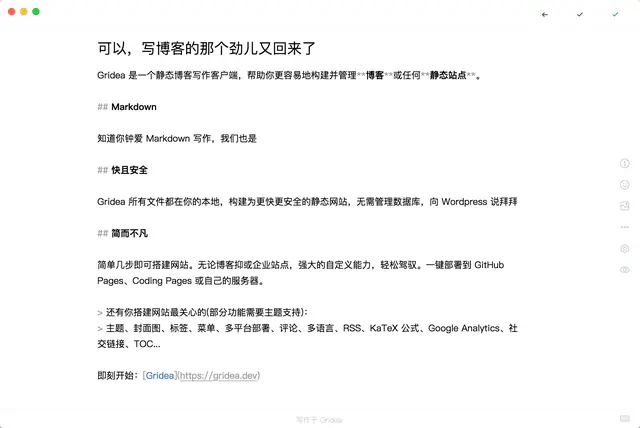 可以，写博客的那个劲儿又回来了
Gridea 是一个静态博客写作客户端，帮助你更容易地构建并管理**博客**或任何**静态站点**。
## Markdown
知道你钟爱 Markdown 写作，我们也是
## 快且安全
Gridea 所有文件都在你的本地，构建为更快更安全的静态网站，无需管理数据库，向 Wordpress 说拜拜
## 简而不凡
简单几步即可搭建网站。无论博客抑或企业站点，强大的自定义能力，轻松驾驭。一键部署到 GitHub
Pages、Coding Pages 或自己的服务器。
> 还有你搭建网站最关心的(部分功能需要主题支持)：
> 主题、封面图、标签、菜单、多平台部署、评论、多语言、RSS、KaTeX 公式、Google Analytics、社
交链接、TOC...
即刻开始：[Gridea](https://gridea.dev)
写作于 Gridea